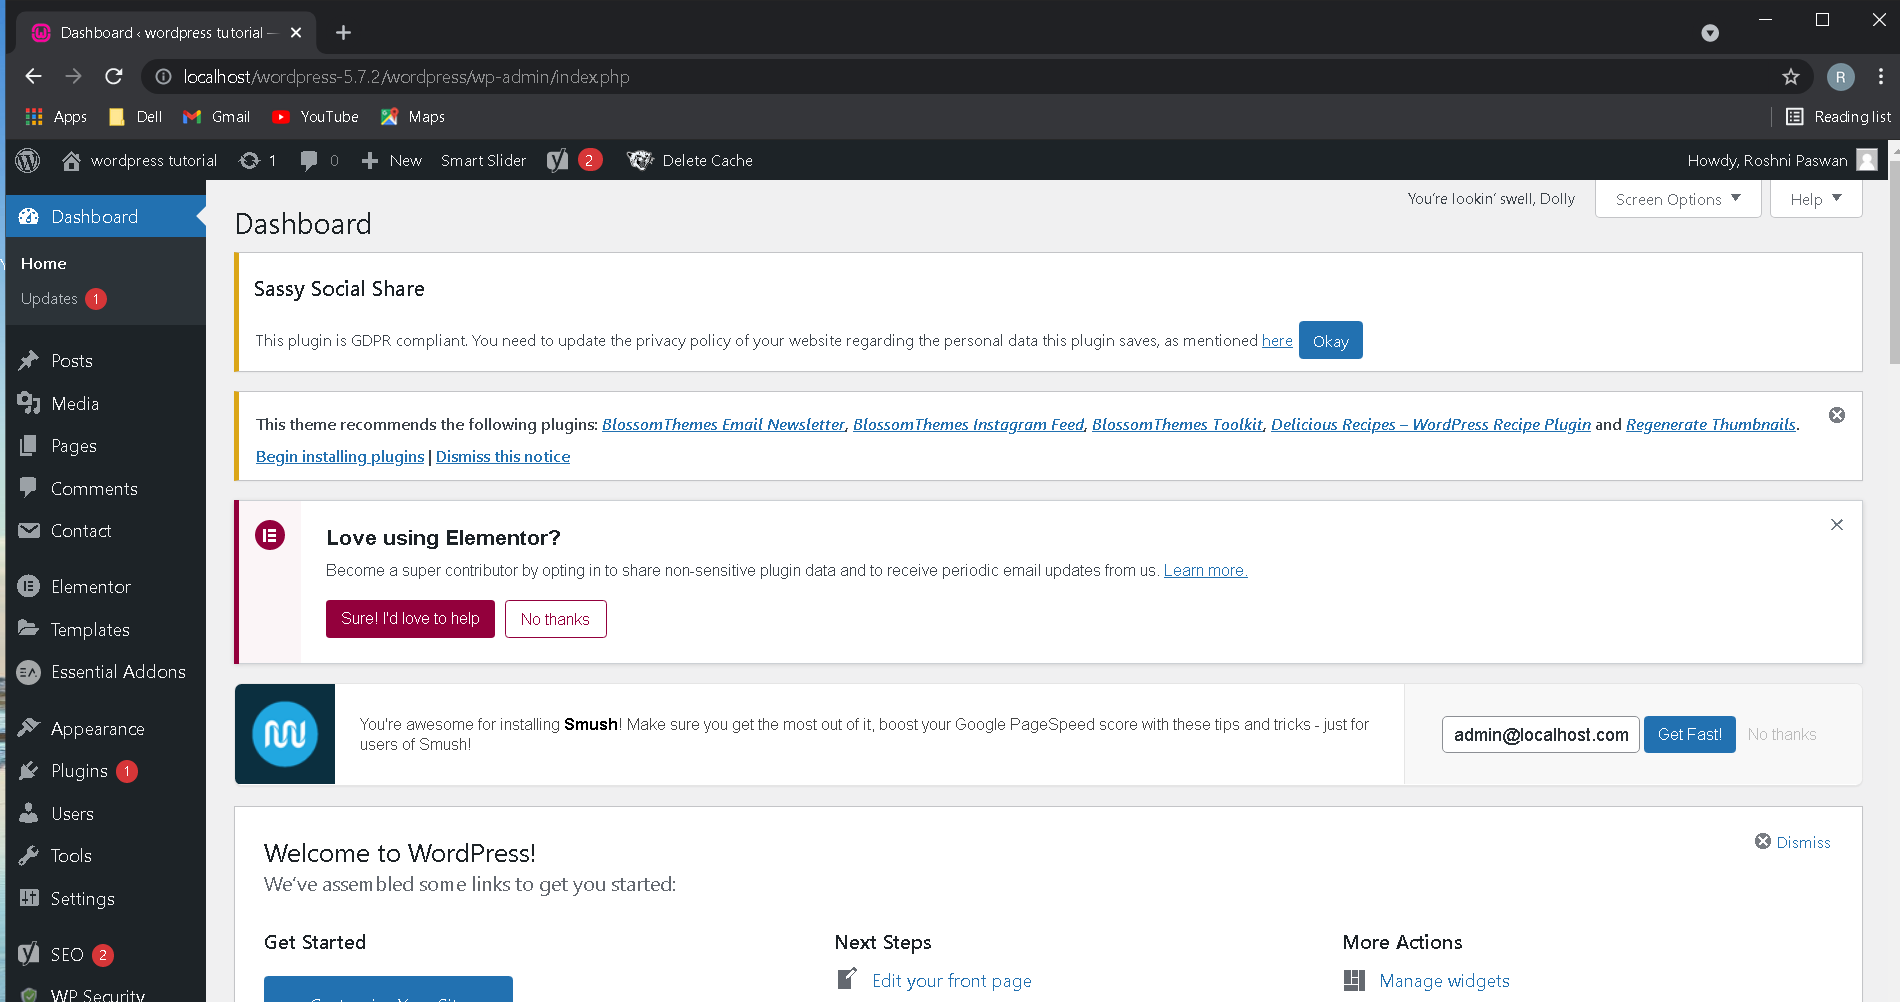 Dashboard ‹ wordpress tutorial —
localhost/wordpress-5.7.2/wordpress/wp-admin/index.php
R
Apps
Dell
Gmail
YouTube
Maps
Reading list
wordpress tutorial
1
0
New
Smart Slider
2
Delete Cache
Howdy, Roshni Paswan
Dashboard
Home
Updates 1
Posts
Media
Pages
Comments
Contact
Elementor
Templates
Essential Addons
Appearance
Plugins 1
Users
Tools
Settings
SEO 2
WP Security
You're lookin' swell, Dolly
Screen Options
Help
Dashboard
Sassy Social Share
This plugin is GDPR compliant. You need to update the privacy policy of your website regarding the personal data this plugin saves, as mentioned here
Okay
This theme recommends the following plugins: BlossomThemes Email Newsletter, BlossomThemes Instagram Feed, BlossomThemes Toolkit, Delicious Recipes – WordPress Recipe Plugin and Regenerate Thumbnails.
Begin installing plugins | Dismiss this notice
Love using Elementor?
Become a super contributor by opting in to share non-sensitive plugin data and to receive periodic email updates from us. Learn more.
Sure! I'd love to help
No thanks
You're awesome for installing Smush! Make sure you get the most out of it, boost your Google PageSpeed score with these tips and tricks - just for
users of Smush!
admin@localhost.com
Get Fast!
No thanks
Welcome to WordPress!
We've assembled some links to get you started:
Dismiss
Get Started
Next Steps
Edit your front page
More Actions
Manage widgets